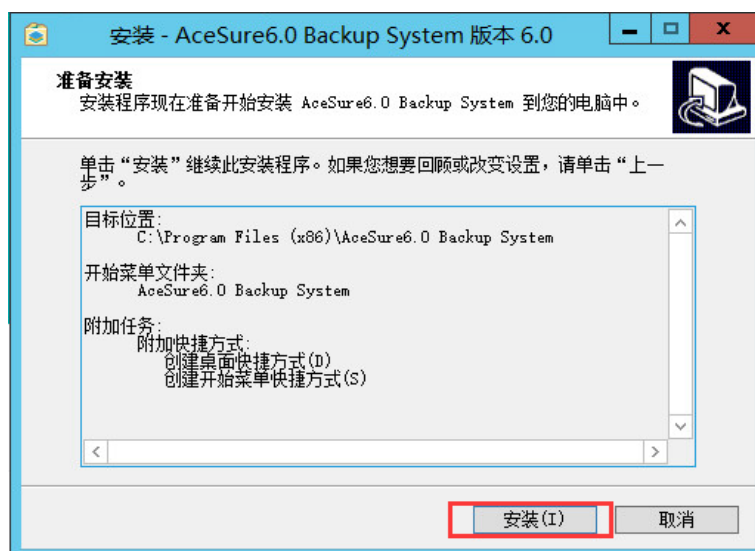 安装 - AceSure6.0 Backup System 版本 6.0
准备安装
安装程序现在准备开始安装 AceSure6.0 Backup System 到您的电脑中。
单击“安装”继续此安装程序。如果您想要回顾或改变设置，请单击“上一
步”。
目标位置:
C:\Program Files (x86)\AceSure6.0 Backup System
开始菜单文件夹:
AceSure6.0 Backup System
附加任务:
附加快捷方式:
创建桌面快捷方式(D)
创建开始菜单快捷方式(S)
安装(I)
取消